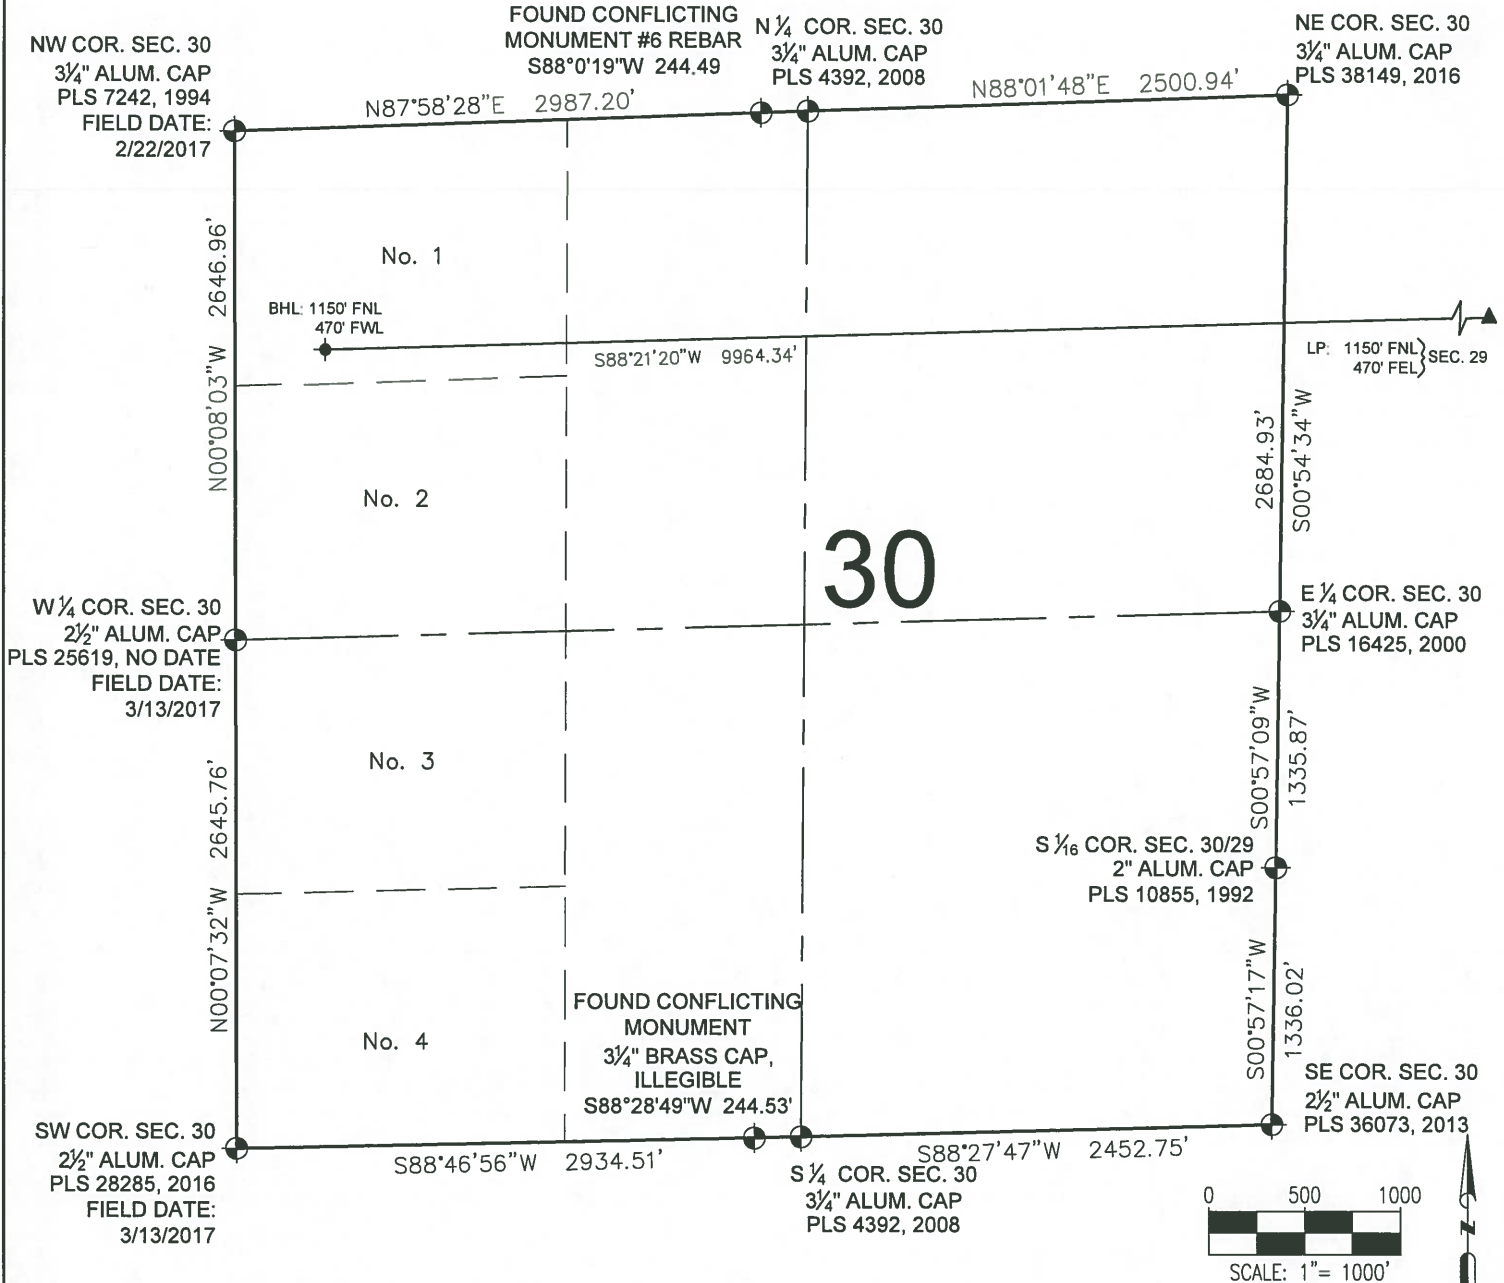 NW COR. SEC. 30
3¼" ALUM. CAP
PLS 7242, 1994
FIELD DATE:
2/22/2017
FOUND CONFLICTING
MONUMENT #6 REBAR
S88°0'19"W 244.49
N ¼ COR. SEC. 30
3¼" ALUM. CAP
PLS 4392, 2008
NE COR. SEC. 30
3¼" ALUM. CAP
PLS 38149, 2016
N87°58'28"E 2987.20'
N88°01'48"E 2500.94'
N00°08'03"W 2646.96'
No. 1
BHL: 1150' FNL
470' FWL
S88°21'20"W 9964.34'
LP: 1150' FNL
470' FEL
SEC. 29
2684.93'
S00°54'34"W
No. 2
30
W ¼ COR. SEC. 30
2½" ALUM. CAP
PLS 25619, NO DATE
FIELD DATE:
3/13/2017
E ¼ COR. SEC. 30
3¼" ALUM. CAP
PLS 16425, 2000
No. 3
N00°07'32"W 2645.76'
S00°57'09"W
1335.87'
S 1⁄16 COR. SEC. 30/29
2" ALUM. CAP
PLS 10855, 1992
S00°57'17"W
1336.02'
No. 4
FOUND CONFLICTING
MONUMENT
3¼" BRASS CAP,
ILLEGIBLE
S88°28'49"W 244.53'
SE COR. SEC. 30
2½" ALUM. CAP
PLS 36073, 2013
SW COR. SEC. 30
2½" ALUM. CAP
PLS 28285, 2016
FIELD DATE:
3/13/2017
S88°46'56"W 2934.51'
S88°27'47"W 2452.75'
S ¼ COR. SEC. 30
3¼" ALUM. CAP
PLS 4392, 2008
0 500 1000
SCALE: 1"= 1000'
N